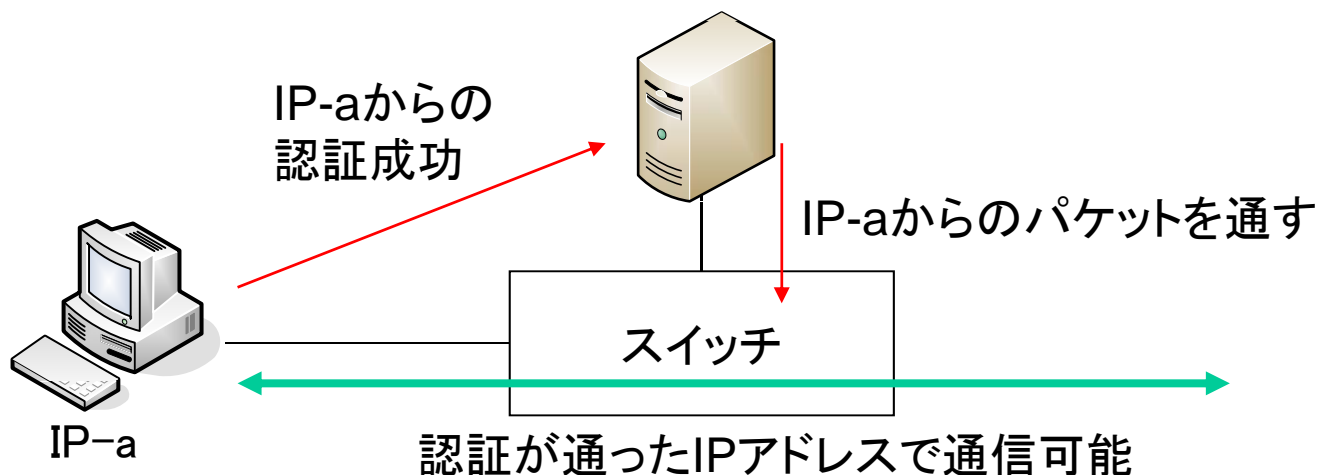 IP-aからの
認証成功
IP-aからのパケットを通す
スイッチ
IP-a
認証が通ったIPアドレスで通信可能